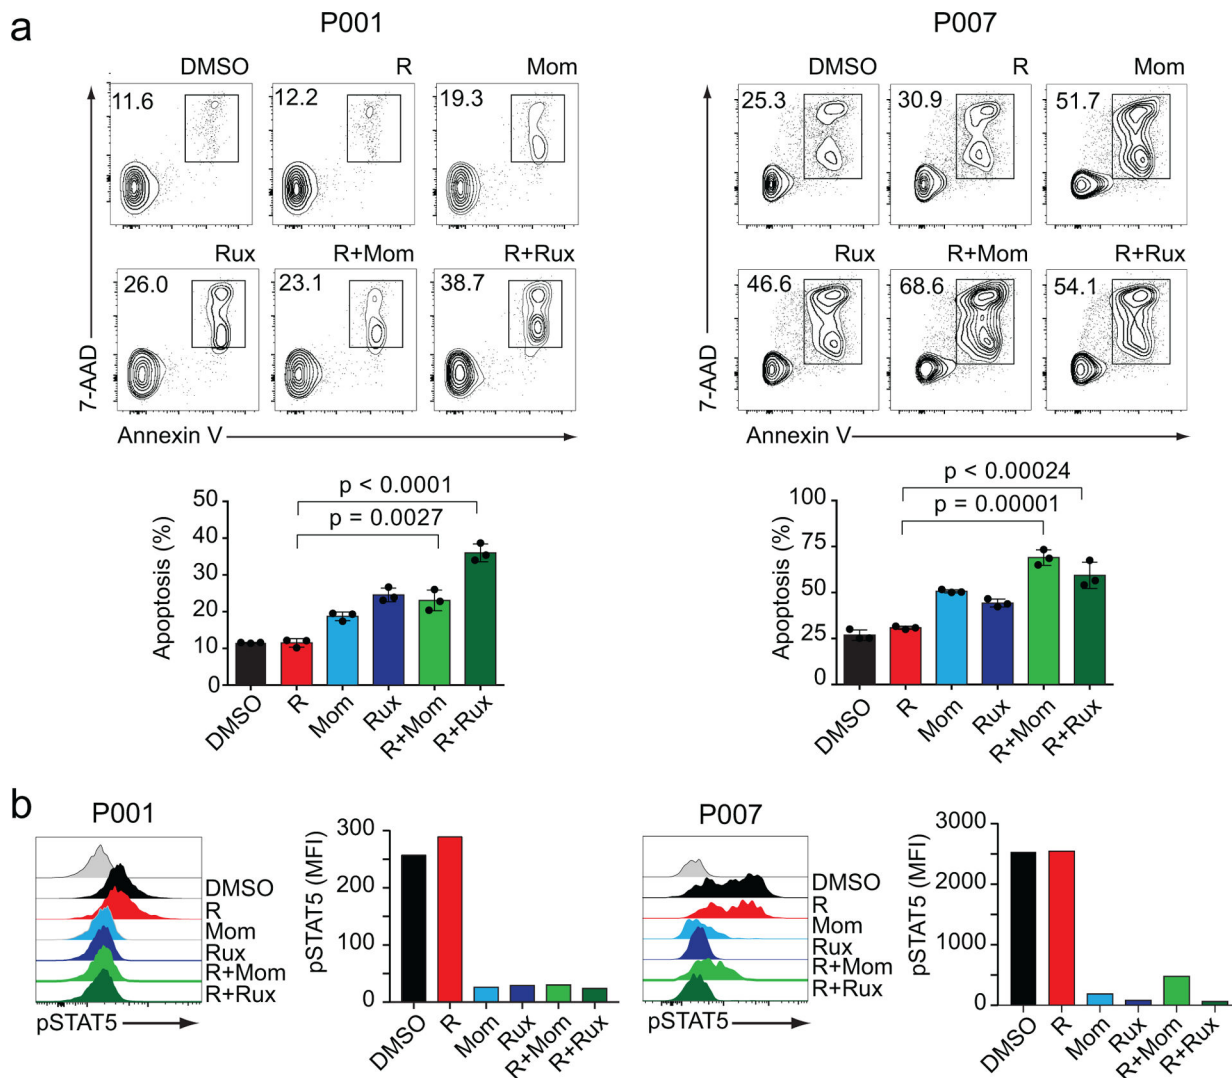 a
P001
DMSO R Mom
11.6 12.2 19.3
Rux R+Mom R+Rux
26.0 23.1 38.7
7-AAD
Annexin V
P007
DMSO R Mom
25.3 30.9 51.7
Rux R+Mom R+Rux
46.6 68.6 54.1
7-AAD
Annexin V
p < 0.0001
p = 0.0027
Apoptosis (%)
50
40
30
20
10
0
DMSO R Mom Rux R+Mom R+Rux
p < 0.00024
p = 0.00001
Apoptosis (%)
100
75
50
25
0
DMSO R Mom Rux R+Mom R+Rux
b
P001
DMSO
R
Mom
Rux
R+Mom
R+Rux
pSTAT5
pSTAT5 (MFI)
300
200
100
0
DMSO R Mom Rux R+Mom R+Rux
P007
DMSO
R
Mom
Rux
R+Mom
R+Rux
pSTAT5
pSTAT5 (MFI)
3000
2000
1000
0
DMSO R Mom Rux R+Mom R+Rux